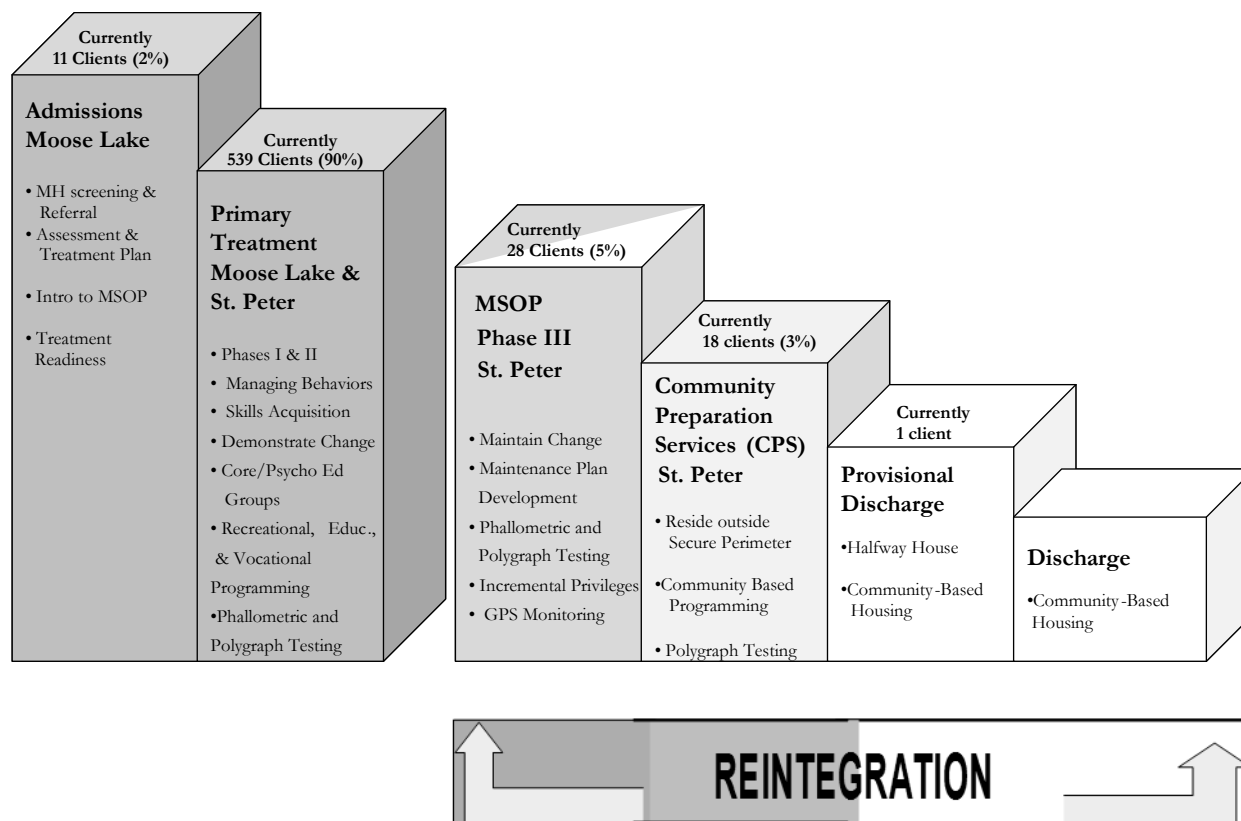 Currently
11 Clients (2%)
Admissions
Moose Lake
• MH screening &
Referral
• Assessment &
Treatment Plan
• Intro to MSOP
• Treatment
Readiness
Currently
539 Clients (90%)
Primary
Treatment
Moose Lake &
St. Peter
• Phases I & II
• Managing Behaviors
• Skills Acquisition
• Demonstrate Change
• Core/Psycho Ed
Groups
• Recreational, Educ.,
& Vocational
Programming
•Phallometric and
Polygraph Testing
Currently
28 Clients (5%)
MSOP
Phase III
St. Peter
• Maintain Change
• Maintenance Plan
Development
• Phallometric and
Polygraph Testing
• Incremental Privileges
• GPS Monitoring
Currently
18 clients (3%)
Community
Preparation
Services (CPS)
St. Peter
• Reside outside
Secure Perimeter
•Community Based
Programming
• Polygraph Testing
Currently
1 client
Provisional
Discharge
•Halfway House
•Community-Based
Housing
Discharge
•Community-Based
Housing
REINTEGRATION